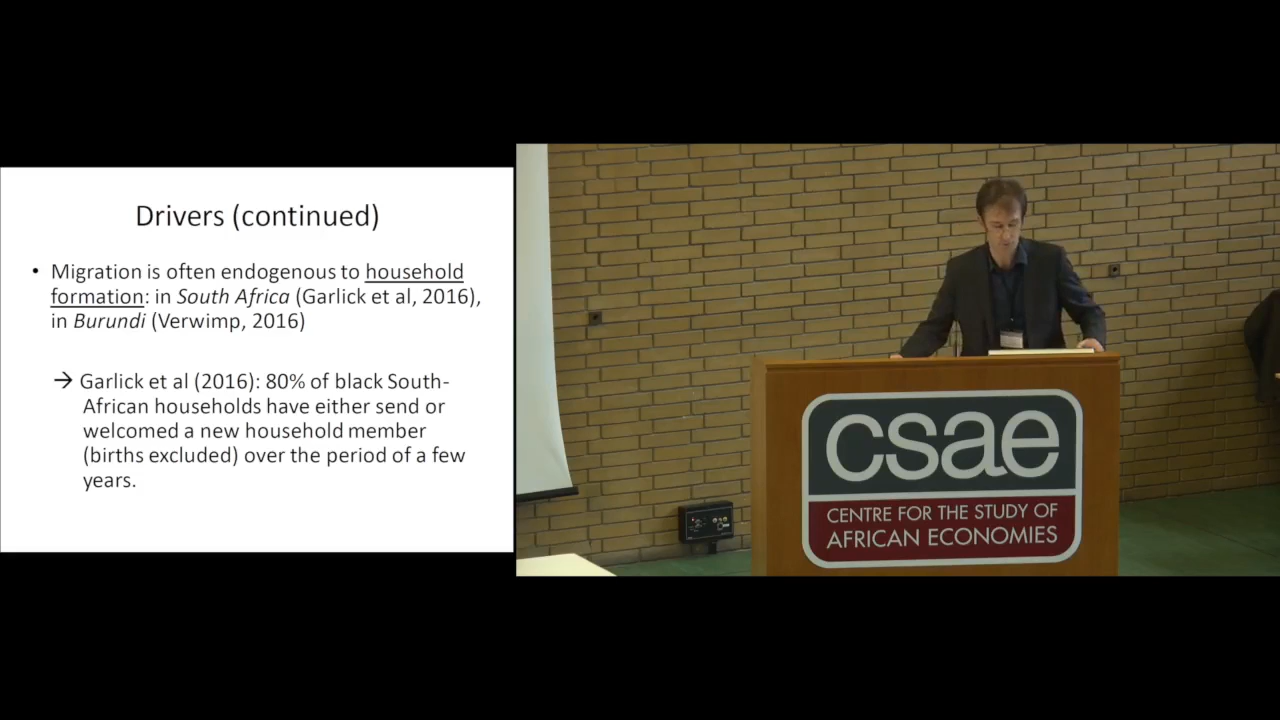 Drivers (continued)
• Migration is often endogenous to household
formation: in South Africa (Garlick et al, 2016),
in Burundi (Verwimp, 2016)
→ Garlick et al (2016): 80% of black South-
African households have either send or
welcomed a new household member
(births excluded) over the period of a few
years.
csae
CENTRE FOR THE STUDY OF
AFRICAN ECONOMIES